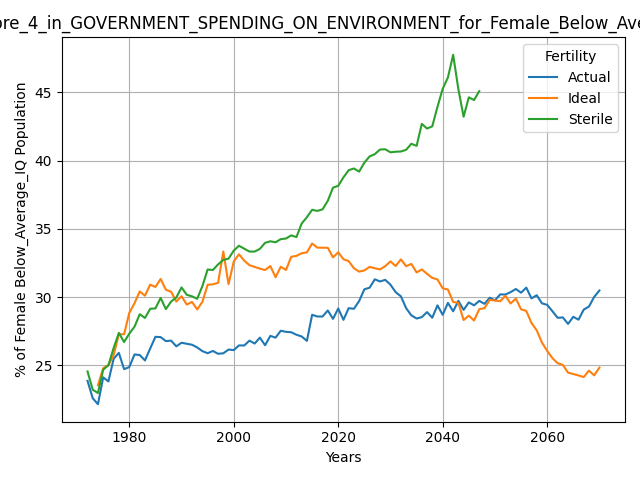 ore_4_in_GOVERNMENT_SPENDING_ON_ENVIRONMENT_for_Female_Below_Ave
% of Female Below_Average_IQ Population
45
40
35
30
25
Fertility
Actual
Ideal
Sterile
1980
2000
2020
2040
2060
Years